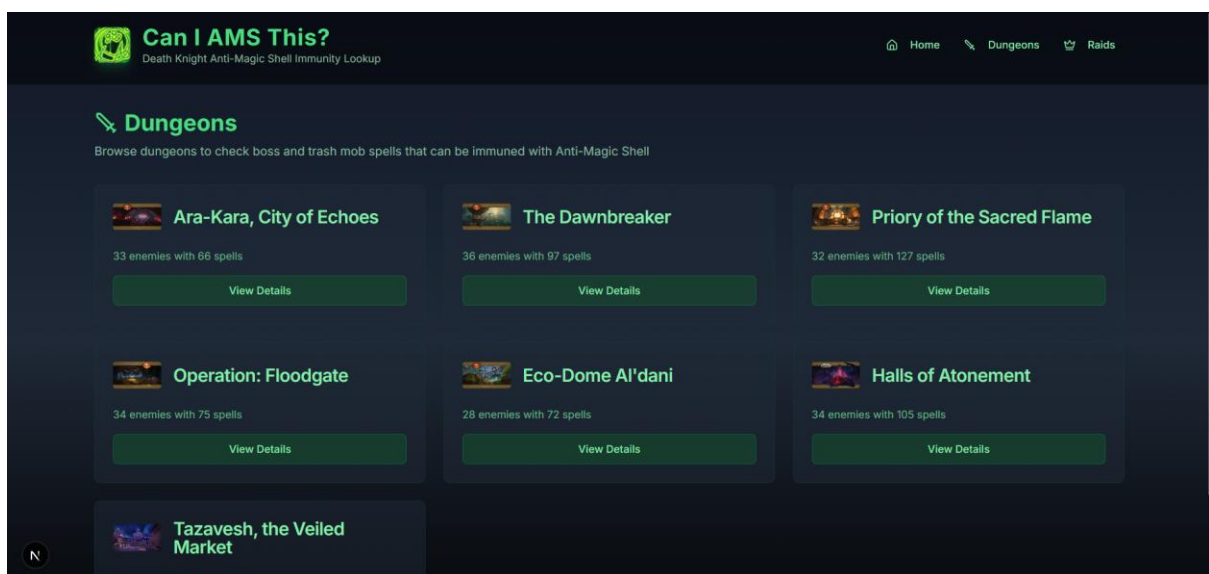 Can I AMS This?
Death Knight Anti-Magic Shell Immunity Lookup
Home
Dungeons
Raids
Dungeons
Browse dungeons to check boss and trash mob spells that can be immuned with Anti-Magic Shell
Ara-Kara, City of Echoes
33 enemies with 66 spells
View Details
The Dawnbreaker
36 enemies with 97 spells
View Details
Priory of the Sacred Flame
32 enemies with 127 spells
View Details
Operation: Floodgate
34 enemies with 75 spells
View Details
Eco-Dome Al'dani
28 enemies with 72 spells
View Details
Halls of Atonement
34 enemies with 105 spells
View Details
Tazavesh, the Veiled
Market
N